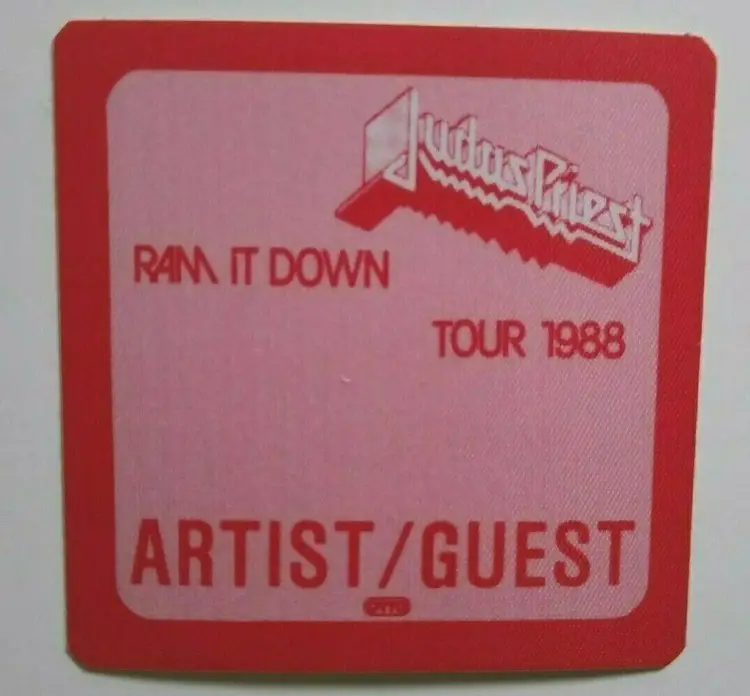 Judas Priest
RAM IT DOWN
TOUR 1988
ARTIST/GUEST